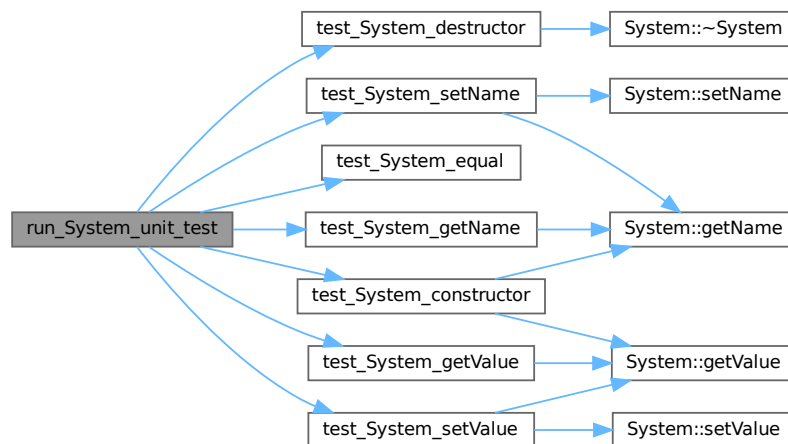 run_System_unit_test
test_System_destructor
System::~System
test_System_setName
System::setName
test_System_equal
test_System_getName
System::getName
test_System_constructor
test_System_getValue
System::getValue
test_System_setValue
System::setValue